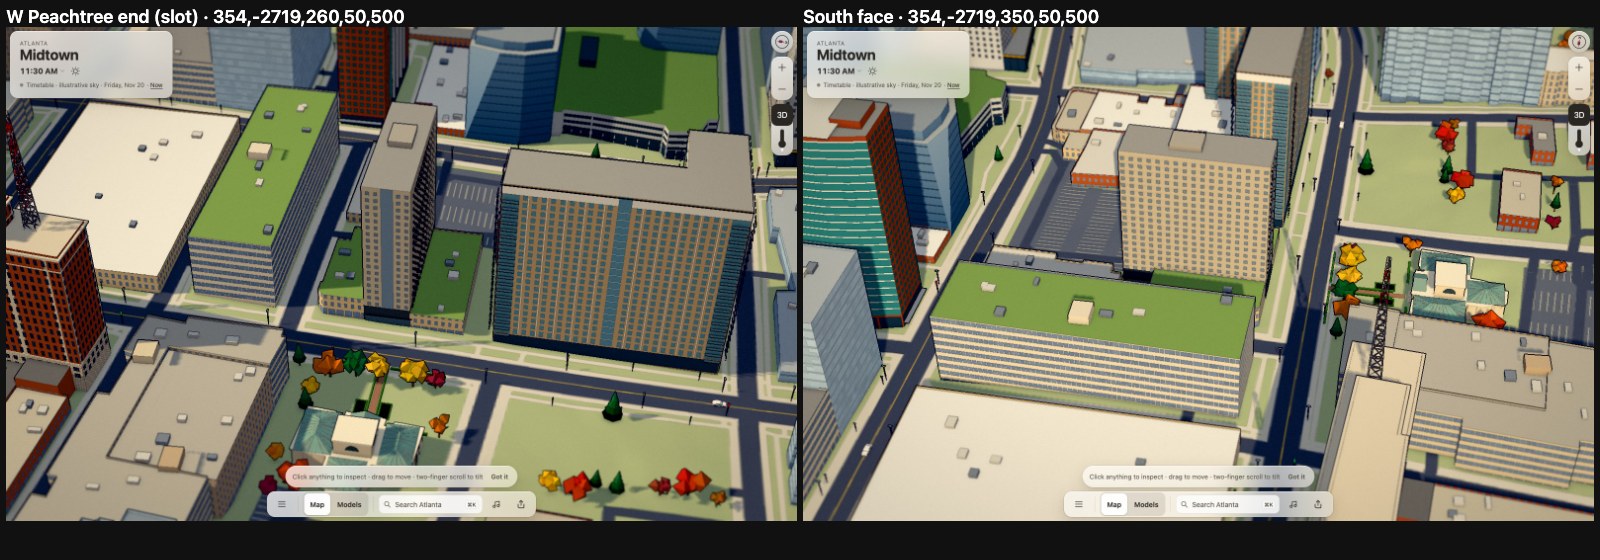 W Peachtree end (slot) · 354,-2719,260,50,500
ATLANTA
Midtown
11:30 AM ·
Timetable · illustrative sky · Friday, Nov 20 · Now
+
−
3D
Click anything to inspect · drag to move · two-finger scroll to tilt Got it
Map Models Search Atlanta ⌘K
South face · 354,-2719,350,50,500
ATLANTA
Midtown
11:30 AM ·
Timetable · illustrative sky · Friday, Nov 20 · Now
+
−
3D
Click anything to inspect · drag to move · two-finger scroll to tilt Got it
Map Models Search Atlanta ⌘K